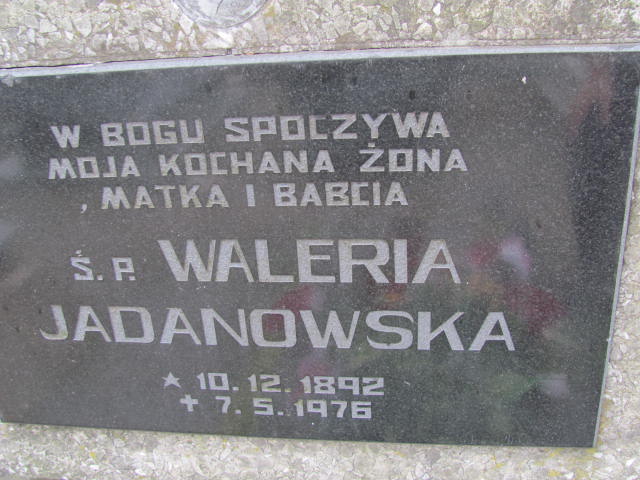 W BOGU SPOCZYWA
MOJA KOCHANA ŻONA
, MATKA I BABCIA
Ś.P. WALERIA
JADANOWSKA
★ 10.12.1892
✝ 7.5.1976